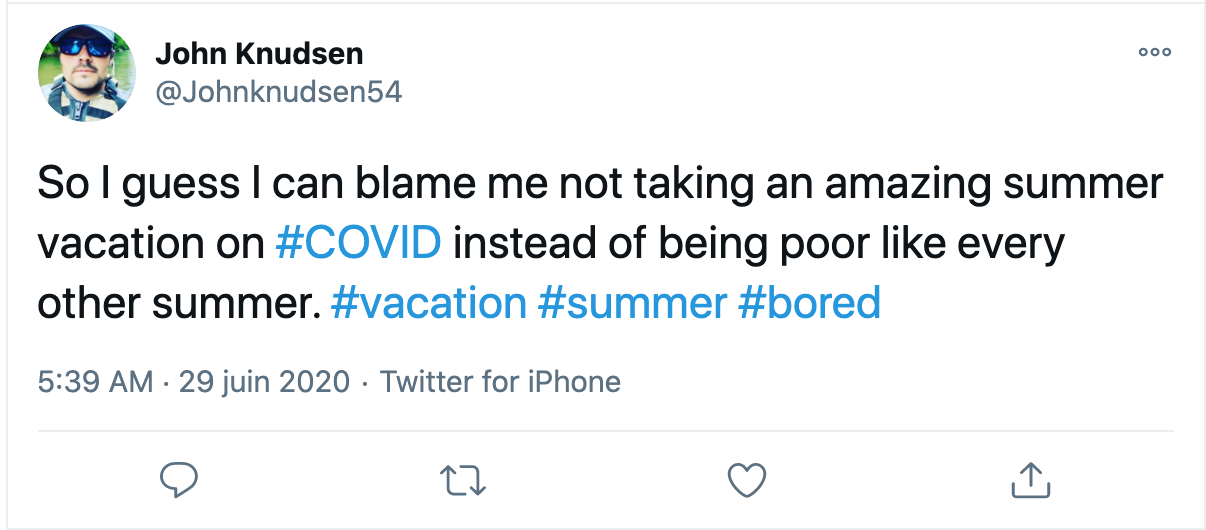 John Knudsen
@Johnknudsen54
So I guess I can blame me not taking an amazing summer
vacation on #COVID instead of being poor like every
other summer. #vacation #summer #bored
5:39 AM · 29 juin 2020 · Twitter for iPhone